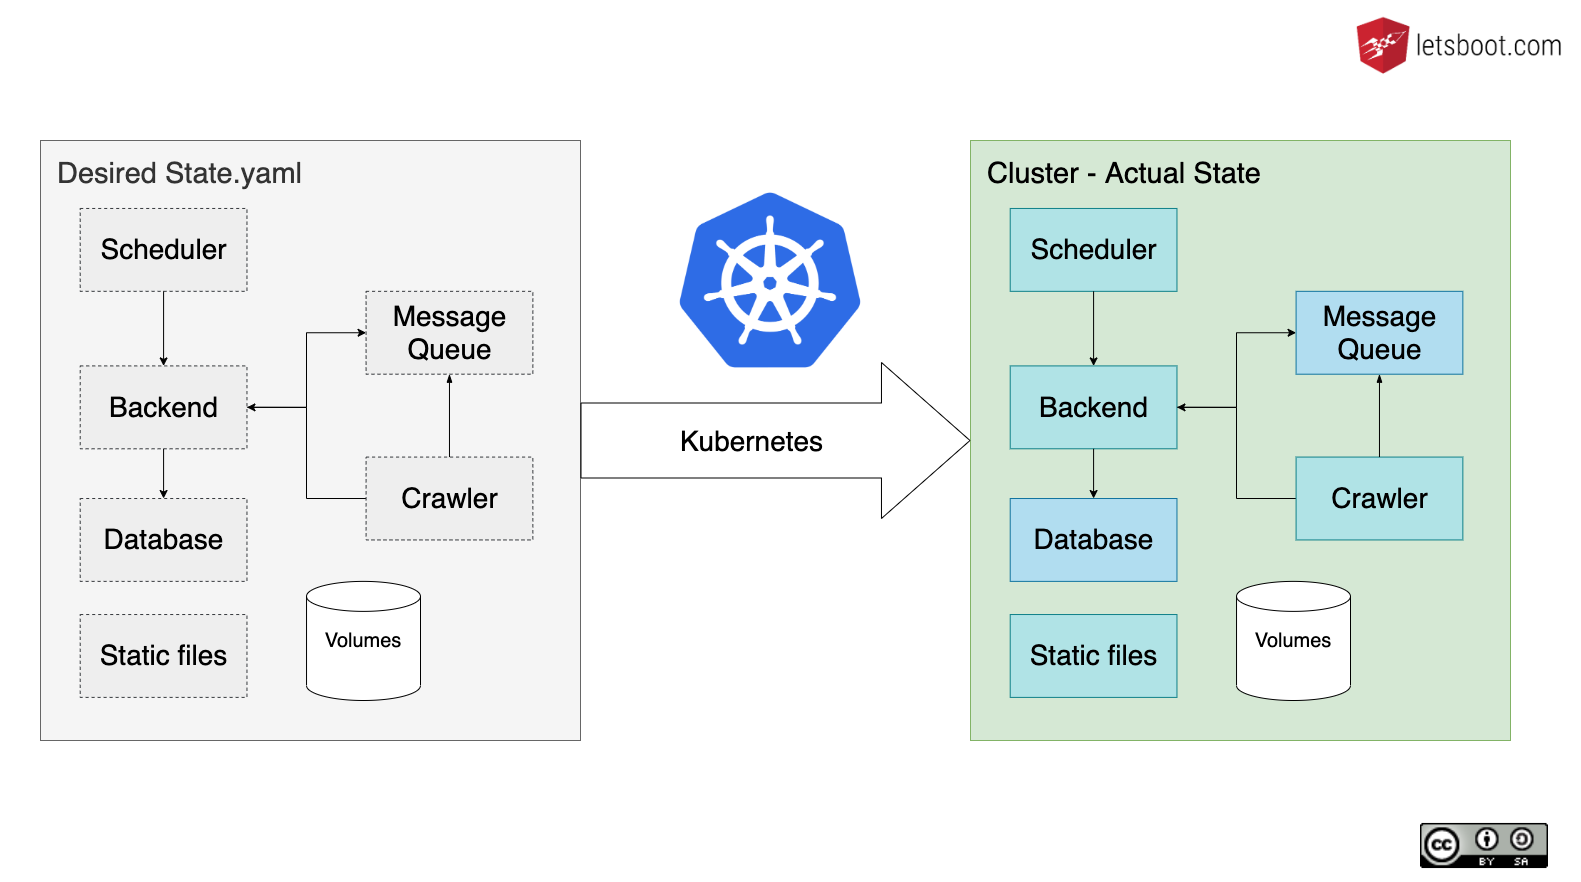 letsboot.com
Desired State.yaml
Scheduler
Message
Queue
Backend
Crawler
Database
Static files
Volumes
Kubernetes
Cluster - Actual State
Scheduler
Message
Queue
Backend
Crawler
Database
Static files
Volumes
cc
BY SA